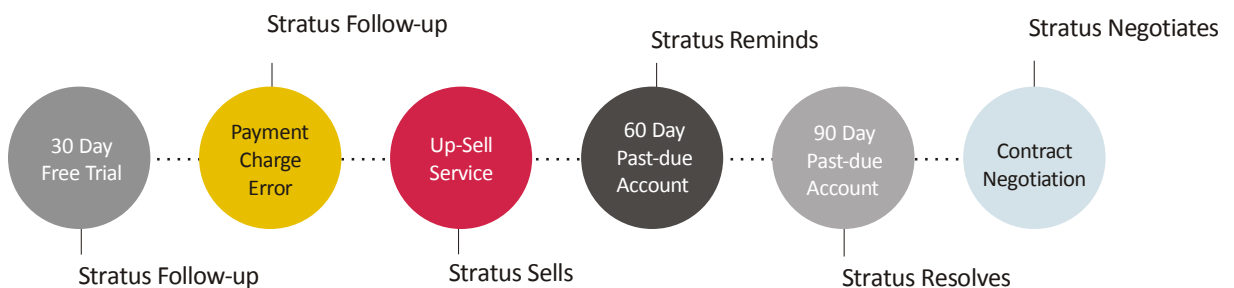 Stratus Follow-up
Stratus Reminds
Stratus Negotiates
30 Day
Free Trial
Payment
Charge
Error
Up-Sell
Service
60 Day
Past-due
Account
90 Day
Past-due
Account
Contract
Negotiation
Stratus Follow-up
Stratus Sells
Stratus Resolves